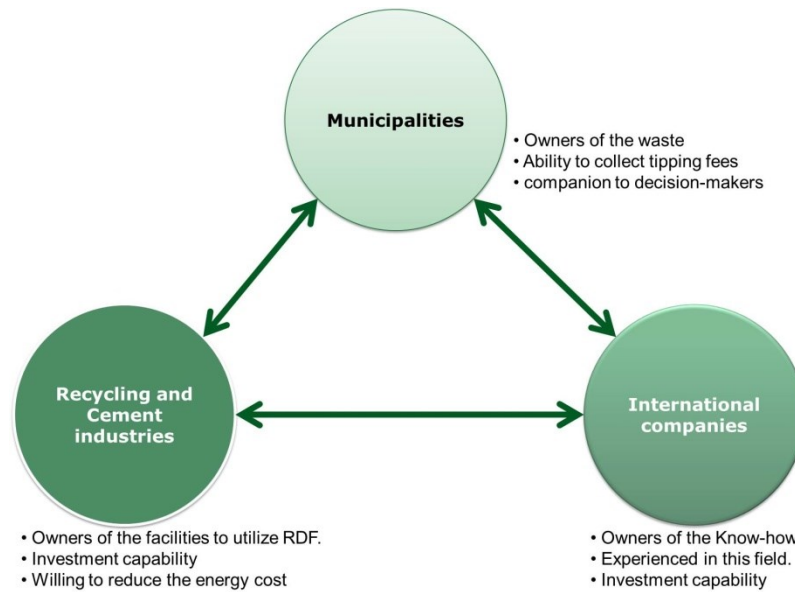 Municipalities
• Owners of the waste
• Ability to collect tipping fees
• companion to decision-makers
Recycling and
Cement
industries
International
companies
• Owners of the facilities to utilize RDF.
• Investment capability
• Willing to reduce the energy cost
• Owners of the Know-how
• Experienced in this field.
• Investment capability